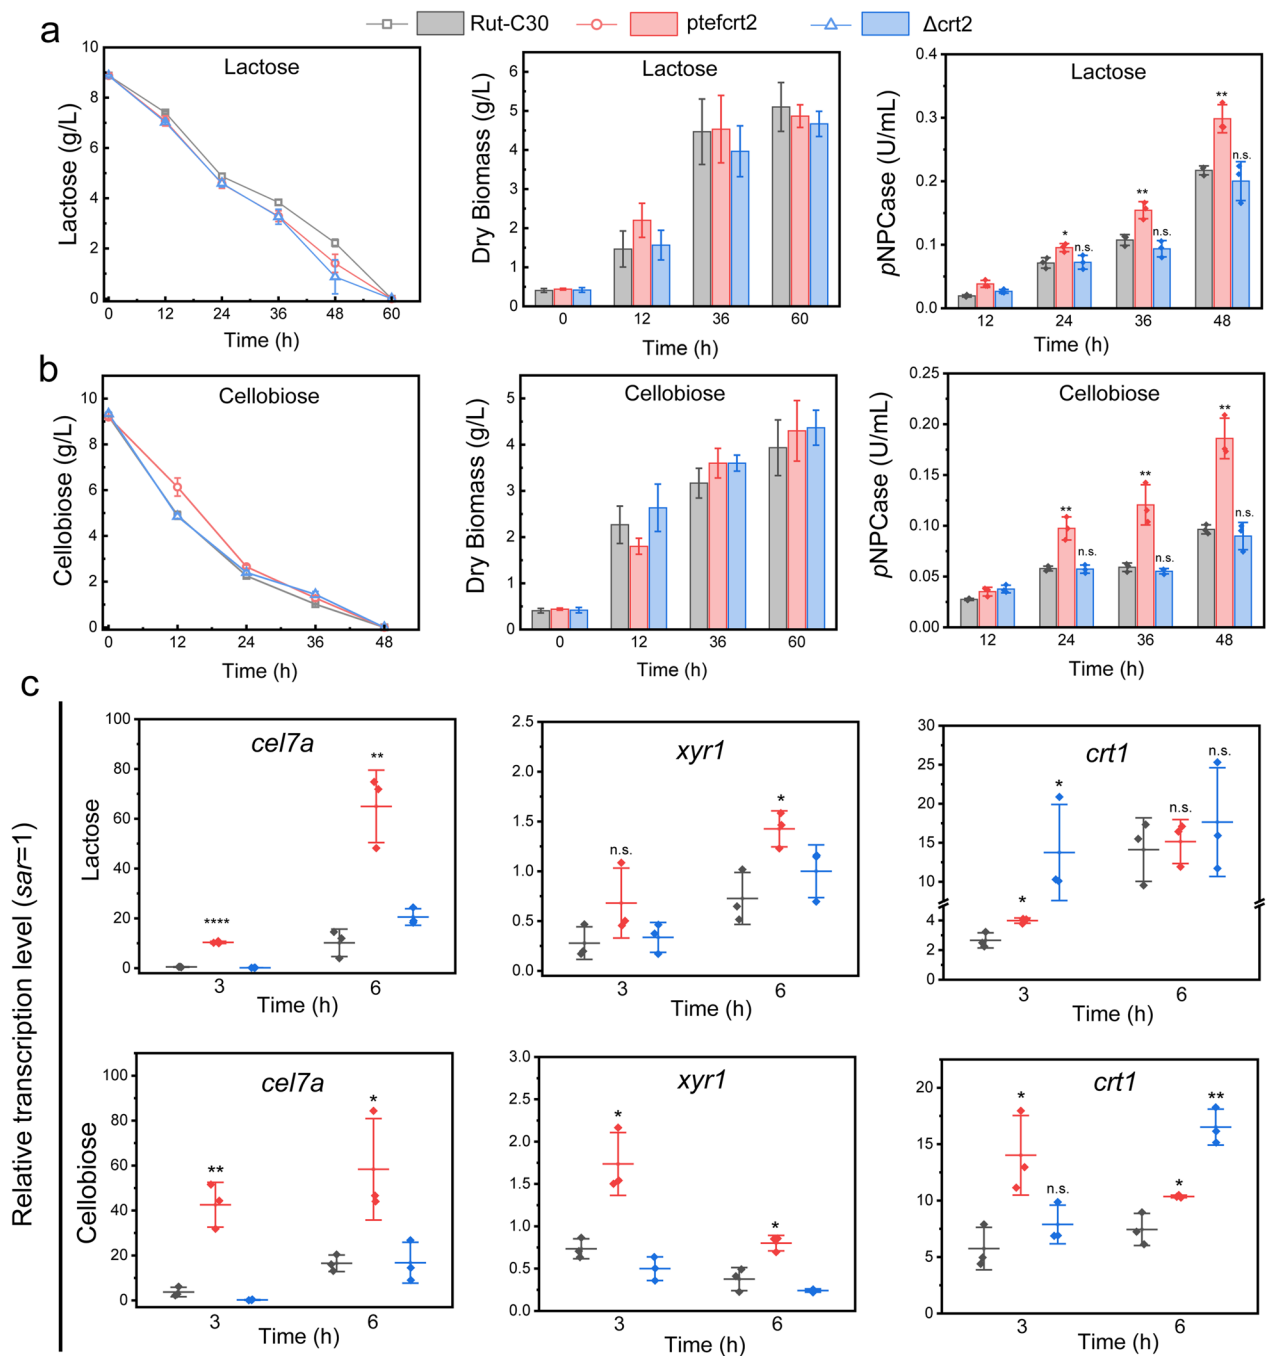 a
Rut-C30 ptefcrt2 Δcrt2
Lactose
Lactose (g/L)
10
8
6
4
2
0
0 12 24 36 48 60
Time (h)
Lactose
Dry Biomass (g/L)
6
5
4
3
2
1
0
0 12 36 60
Time (h)
Lactose
pNPCase (U/mL)
0.4
0.3
0.2
0.1
0.0
* n.s. ** n.s. ** n.s.
12 24 36 48
Time (h)
b
Cellobiose
Cellobiose (g/L)
10
8
6
4
2
0
0 12 24 36 48
Time (h)
Cellobiose
Dry Biomass (g/L)
5
4
3
2
1
0
0 12 36 60
Time (h)
Cellobiose
pNPCase (U/mL)
0.25
0.20
0.15
0.10
0.05
0.00
** n.s. ** n.s. ** n.s.
12 24 36 48
Time (h)
c
Relative transcription level (sar=1)
Lactose
cel7a
100
80
60
40
20
0
**** **
3 6
Time (h)
xyr1
2.5
2.0
1.5
1.0
0.5
0.0
n.s. *
3 6
Time (h)
crt1
30
25
20
15
10
4
2
0
* * n.s. n.s.
3 6
Time (h)
Cellobiose
cel7a
100
80
60
40
20
0
** *
3 6
Time (h)
xyr1
3.0
2.5
2.0
1.5
1.0
0.5
0.0
* *
3 6
Time (h)
crt1
20
15
10
5
0
* n.s. * **
3 6
Time (h)